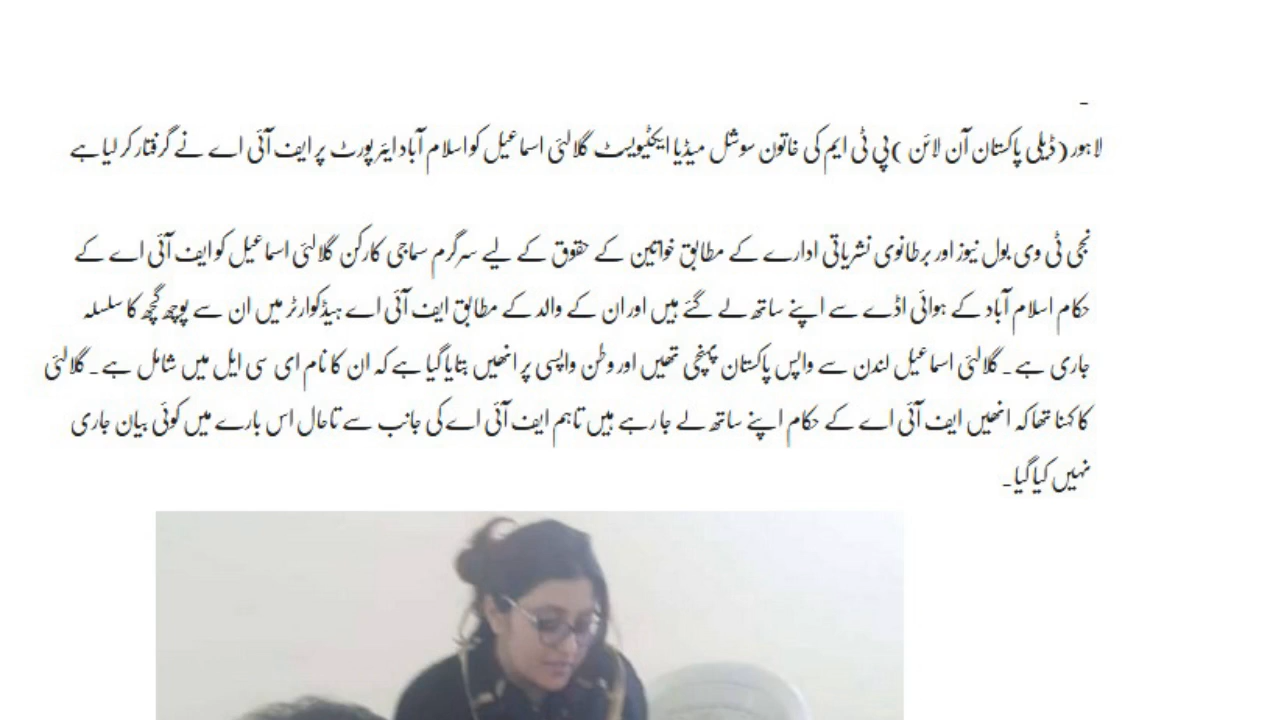 ۔
لاہور (ڈیلی پاکستان آن لائن )پی ٹی ایم کی خاتون سوشل میڈیا ایکٹیویسٹ گلالئی اسماعیل کو اسلام آباد ایئر پورٹ پر ایف آئی اے نے گرفتار کر لیا ہے
نجی ٹی وی بول نیوز اور برطانوی نشریاتی ادارے کے مطابق خواتین کے حقوق کے لیے سرگرم سماجی کارکن گلالئی اسماعیل کو ایف آئی اے کے
حکام اسلام آباد کے ہوائی اڈے سے اپنے ساتھ لے گئے ہیں اور ان کے والد کے مطابق ایف آئی اے ہیڈکوارٹر میں ان سے پوچھ گچھ کا سلسلہ
جاری ہے۔ گلالئی اسماعیل لندن سے واپس پاکستان پہنچی تھیں اور وطن واپسی پر انھیں بتایا گیا ہے کہ ان کا نام ای سی ایل میں شامل ہے۔ گلالئی
کا کہنا تھا کہ انھیں ایف آئی اے کے حکام اپنے ساتھ لے جا رہے ہیں تاہم ایف آئی اے کی جانب سے تاحال اس بارے میں کوئی بیان جاری
نہیں کیا گیا۔